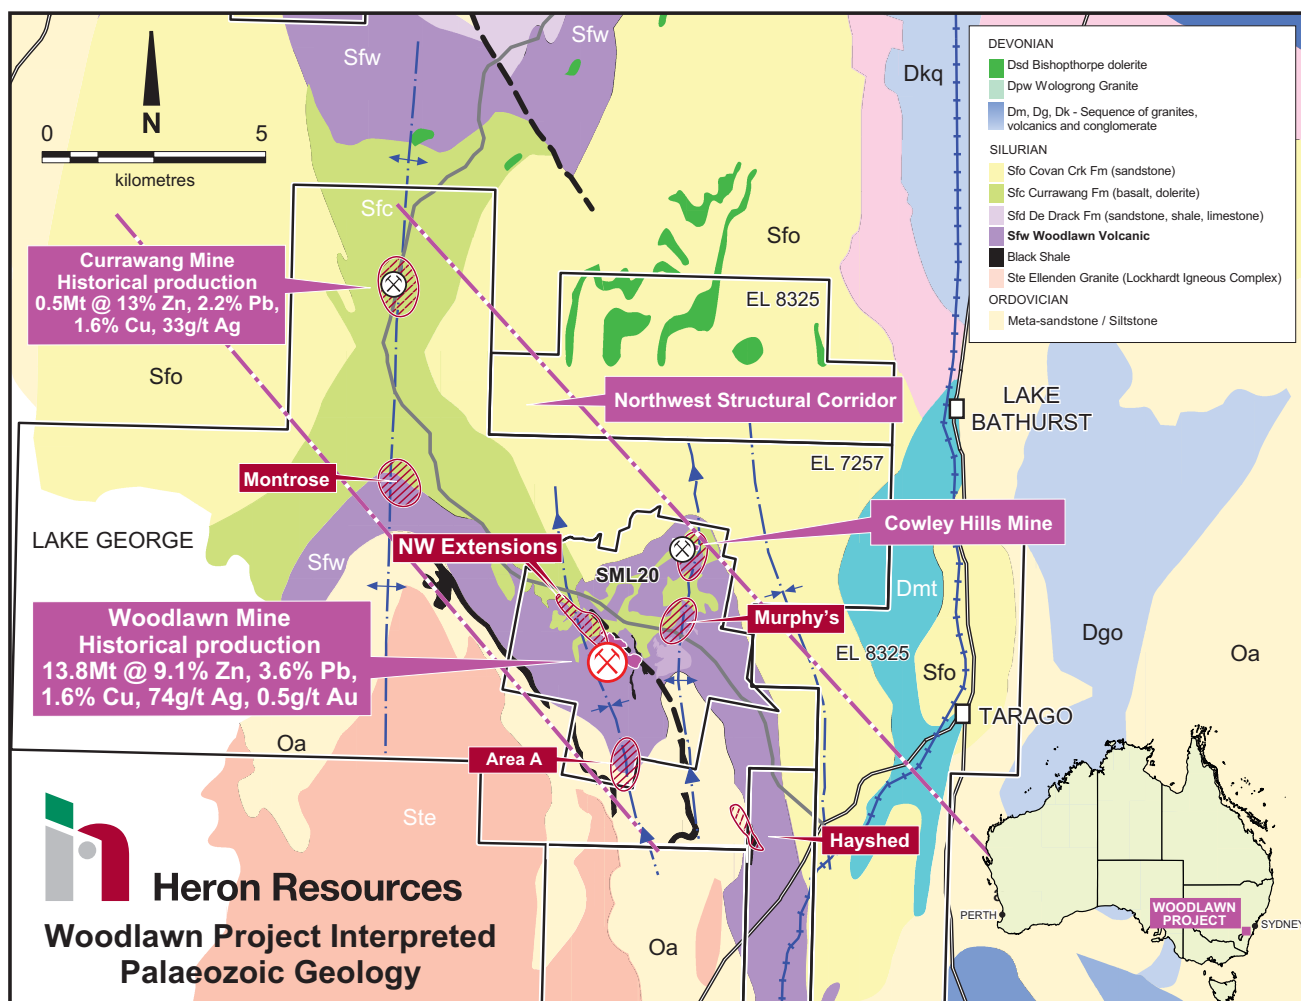 Sfw
Sfw
Dkq
N
0
5
kilometres
DEVONIAN
Dsd Bishopthorpe dolerite
Dpw Wologrong Granite
Dm, Dg, Dk - Sequence of granites,
volcanics and conglomerate
SILURIAN
Sfo Covan Crk Fm (sandstone)
Sfc Currawang Fm (basalt, dolerite)
Sfd De Drack Fm (sandstone, shale, limestone)
Sfw Woodlawn Volcanic
Black Shale
Ste Ellenden Granite (Lockhardt Igneous Complex)
ORDOVICIAN
Meta-sandstone / Siltstone
Sfc
Sfo
Currawang Mine
Historical production
0.5Mt @ 13% Zn, 2.2% Pb,
1.6% Cu, 33g/t Ag
EL 8325
Sfo
Northwest Structural Corridor
LAKE
BATHURST
EL 7257
Montrose
LAKE GEORGE
Cowley Hills Mine
NW Extensions
Sfw
SML20
Dmt
Woodlawn Mine
Historical production
13.8Mt @ 9.1% Zn, 3.6% Pb,
1.6% Cu, 74g/t Ag, 0.5g/t Au
Murphy's
Dgo
Oa
EL 8325
Sfo
TARAGO
Oa
Area A
Ste
Hayshed
Heron Resources
Woodlawn Project Interpreted
Palaeozoic Geology
Oa
PERTH
WOODLAWN
PROJECT
SYDNEY